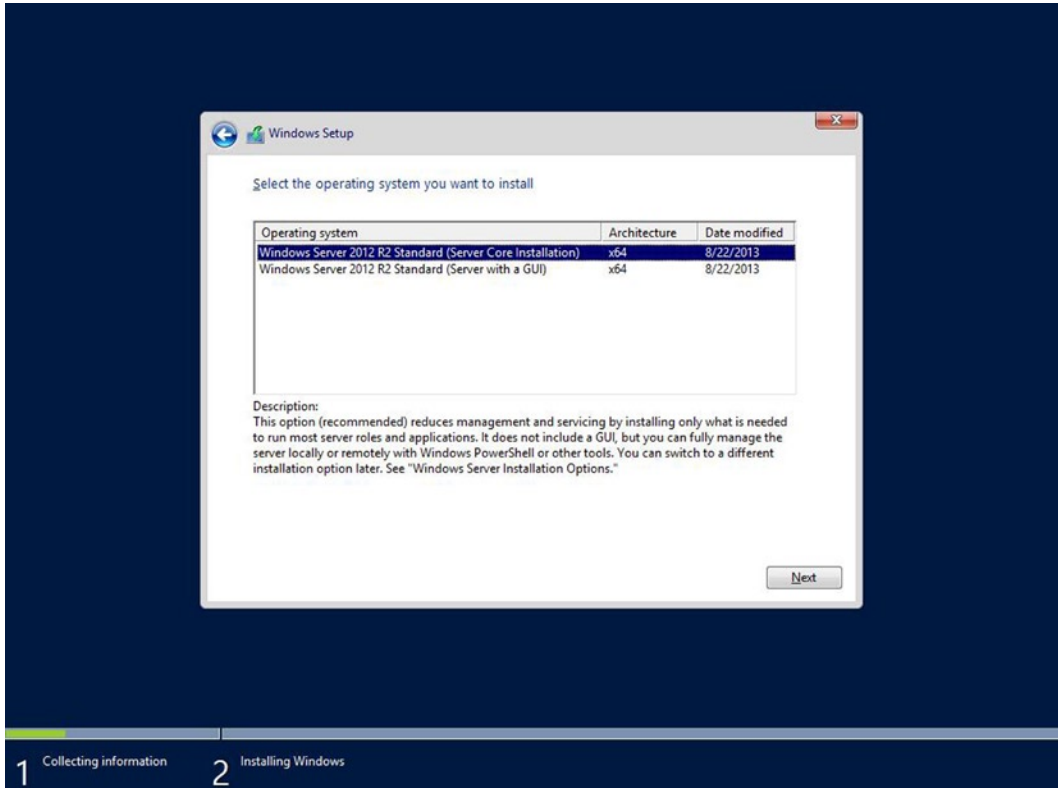 Windows Setup
Select the operating system you want to install
Operating system Architecture Date modified
Windows Server 2012 R2 Standard (Server Core Installation) x64 8/22/2013
Windows Server 2012 R2 Standard (Server with a GUI) x64 8/22/2013
Description:
This option (recommended) reduces management and servicing by installing only what is needed
to run most server roles and applications. It does not include a GUI, but you can fully manage the
server locally or remotely with Windows PowerShell or other tools. You can switch to a different
installation option later. See "Windows Server Installation Options."
Next
1 Collecting information 2 Installing Windows